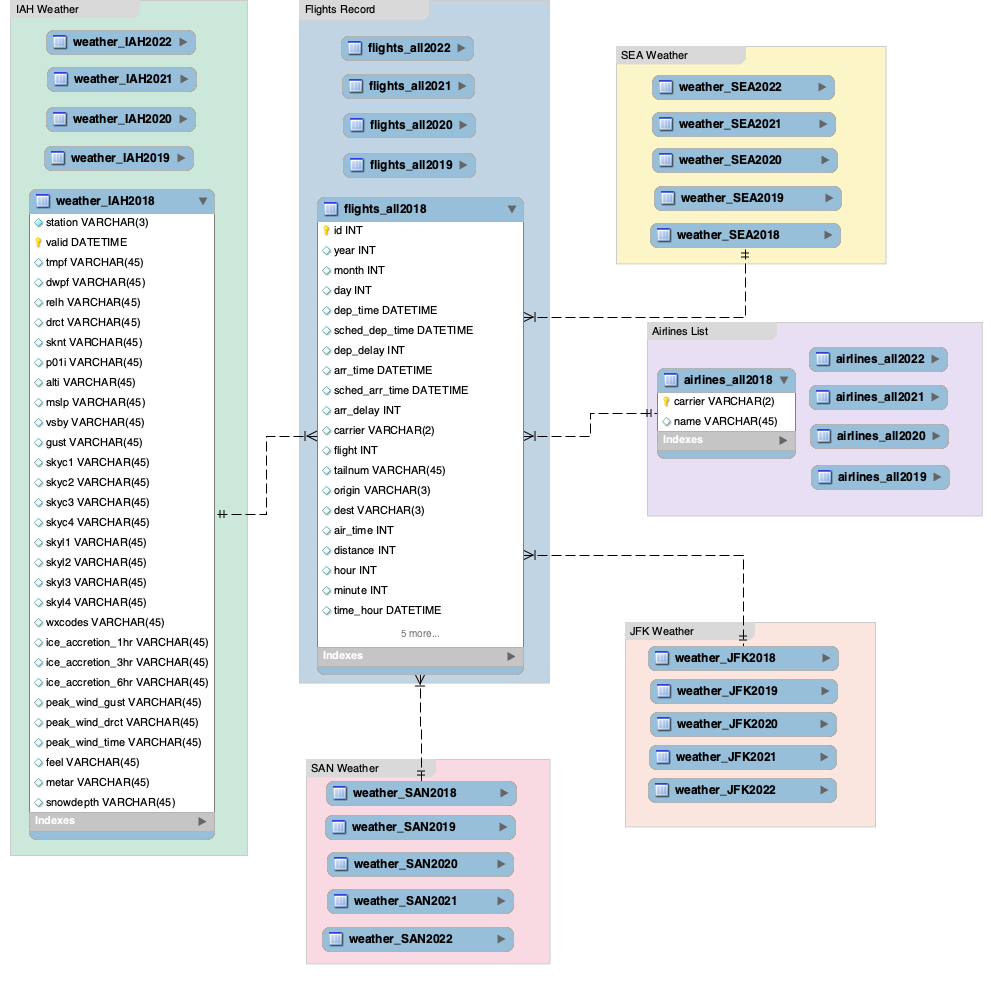 IAH Weather
weather_IAH2022
weather_IAH2021
weather_IAH2020
weather_IAH2019
weather_IAH2018
station VARCHAR(3)
valid DATETIME
tmpf VARCHAR(45)
dwpf VARCHAR(45)
relh VARCHAR(45)
drct VARCHAR(45)
sknt VARCHAR(45)
p01i VARCHAR(45)
alti VARCHAR(45)
mslp VARCHAR(45)
vsby VARCHAR(45)
gust VARCHAR(45)
skyc1 VARCHAR(45)
skyc2 VARCHAR(45)
skyc3 VARCHAR(45)
skyc4 VARCHAR(45)
skyl1 VARCHAR(45)
skyl2 VARCHAR(45)
skyl3 VARCHAR(45)
skyl4 VARCHAR(45)
wxcodes VARCHAR(45)
ice_accretion_1hr VARCHAR(45)
ice_accretion_3hr VARCHAR(45)
ice_accretion_6hr VARCHAR(45)
peak_wind_gust VARCHAR(45)
peak_wind_drct VARCHAR(45)
peak_wind_time VARCHAR(45)
feel VARCHAR(45)
metar VARCHAR(45)
snowdepth VARCHAR(45)
Indexes
Flights Record
flights_all2022
flights_all2021
flights_all2020
flights_all2019
flights_all2018
id INT
year INT
month INT
day INT
dep_time DATETIME
sched_dep_time DATETIME
dep_delay INT
arr_time DATETIME
sched_arr_time DATETIME
arr_delay INT
carrier VARCHAR(2)
flight INT
tailnum VARCHAR(45)
origin VARCHAR(3)
dest VARCHAR(3)
air_time INT
distance INT
hour INT
minute INT
time_hour DATETIME
5 more...
Indexes
SEA Weather
weather_SEA2022
weather_SEA2021
weather_SEA2020
weather_SEA2019
weather_SEA2018
Airlines List
airlines_all2018
carrier VARCHAR(2)
name VARCHAR(45)
Indexes
airlines_all2022
airlines_all2021
airlines_all2020
airlines_all2019
JFK Weather
weather_JFK2018
weather_JFK2019
weather_JFK2020
weather_JFK2021
weather_JFK2022
SAN Weather
weather_SAN2018
weather_SAN2019
weather_SAN2020
weather_SAN2021
weather_SAN2022